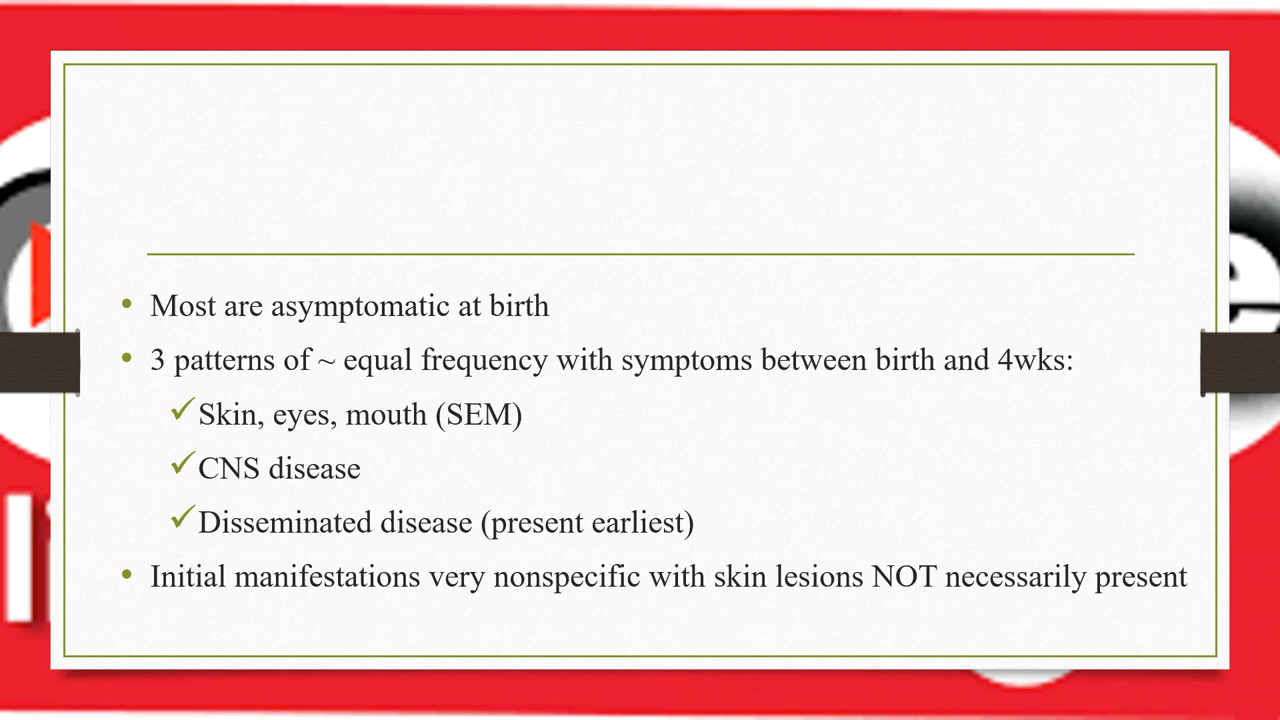 • Most are asymptomatic at birth
• 3 patterns of ~ equal frequency with symptoms between birth and 4wks:
✓Skin, eyes, mouth (SEM)
✓CNS disease
✓Disseminated disease (present earliest)
• Initial manifestations very nonspecific with skin lesions NOT necessarily present